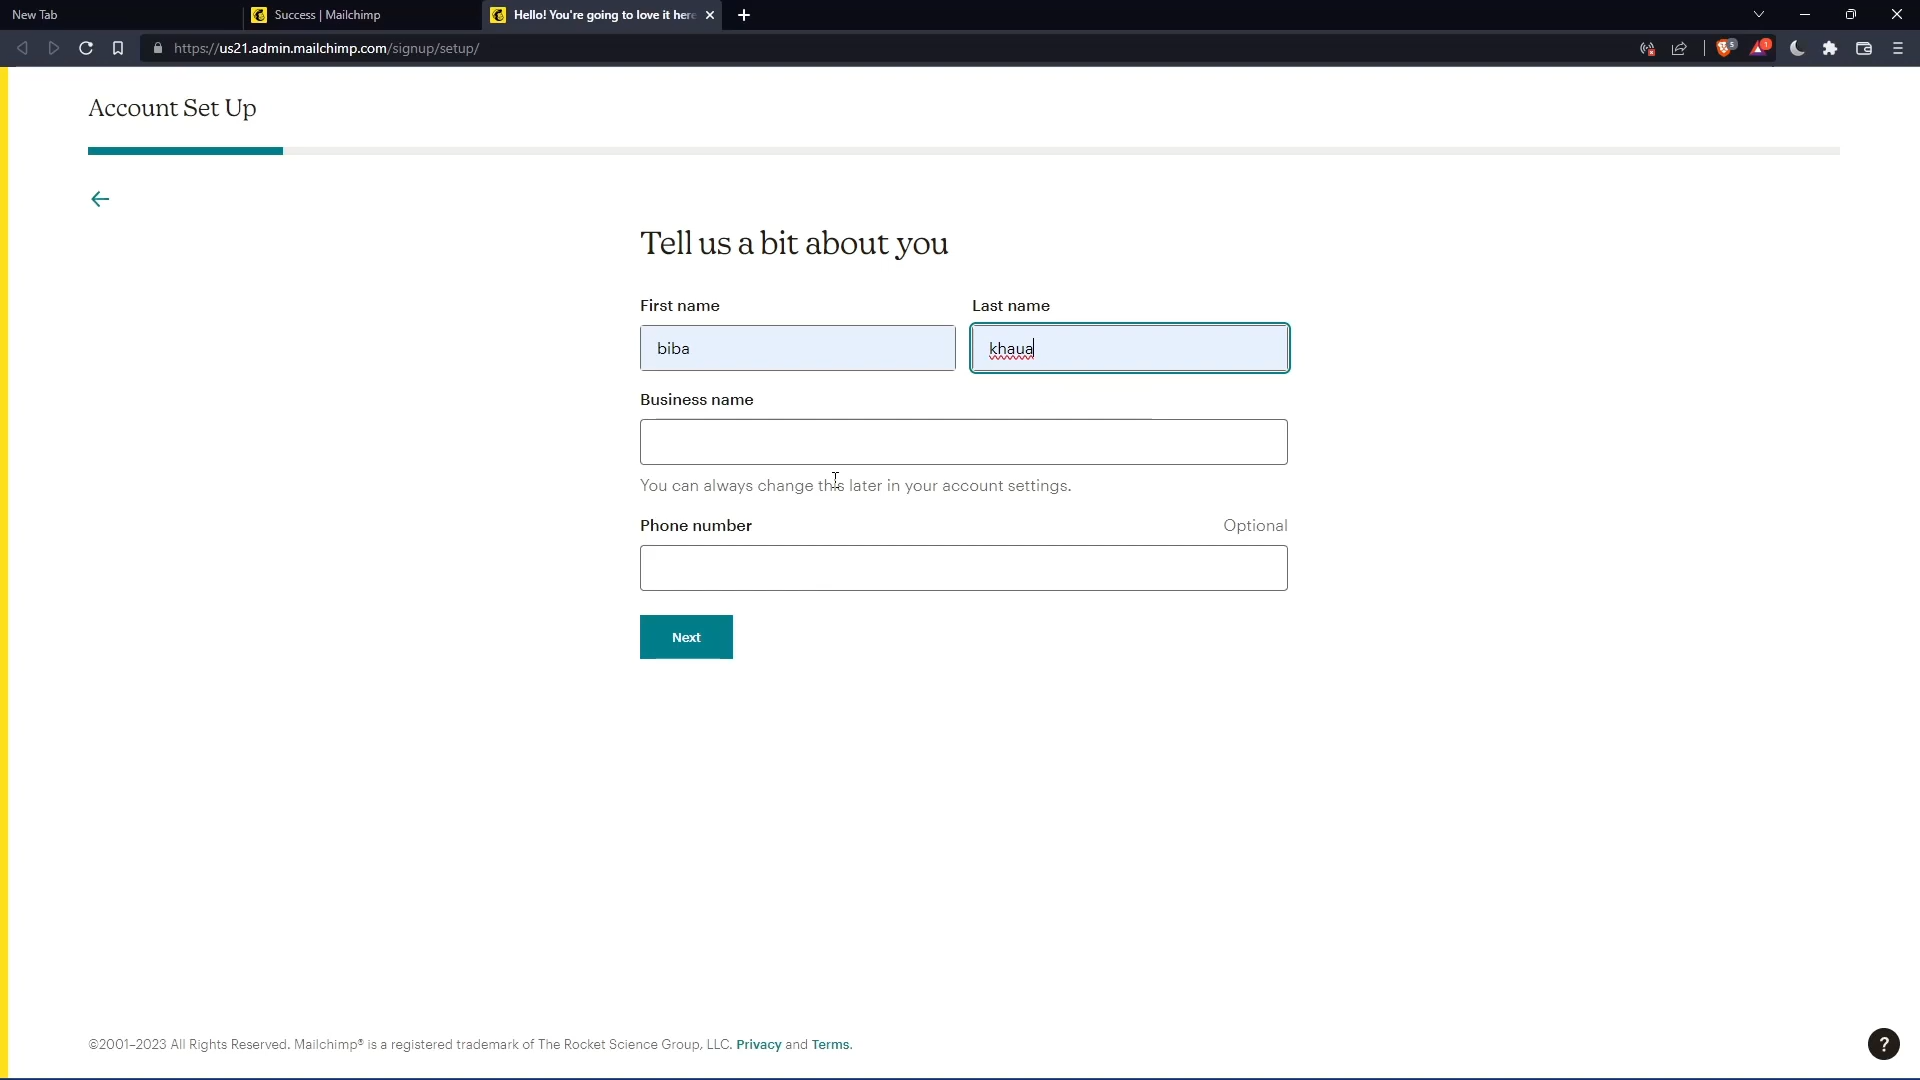 New Tab
Success | Mailchimp
Hello! You're going to love it here
https://us21.admin.mailchimp.com/signup/setup/
5
1
Account Set Up
Tell us a bit about you
First name
Last name
biba
khaua
Business name
You can always change this later in your account settings.
Phone number
Optional
Next
©2001–2023 All Rights Reserved. Mailchimp® is a registered trademark of The Rocket Science Group, LLC. Privacy and Terms.
?